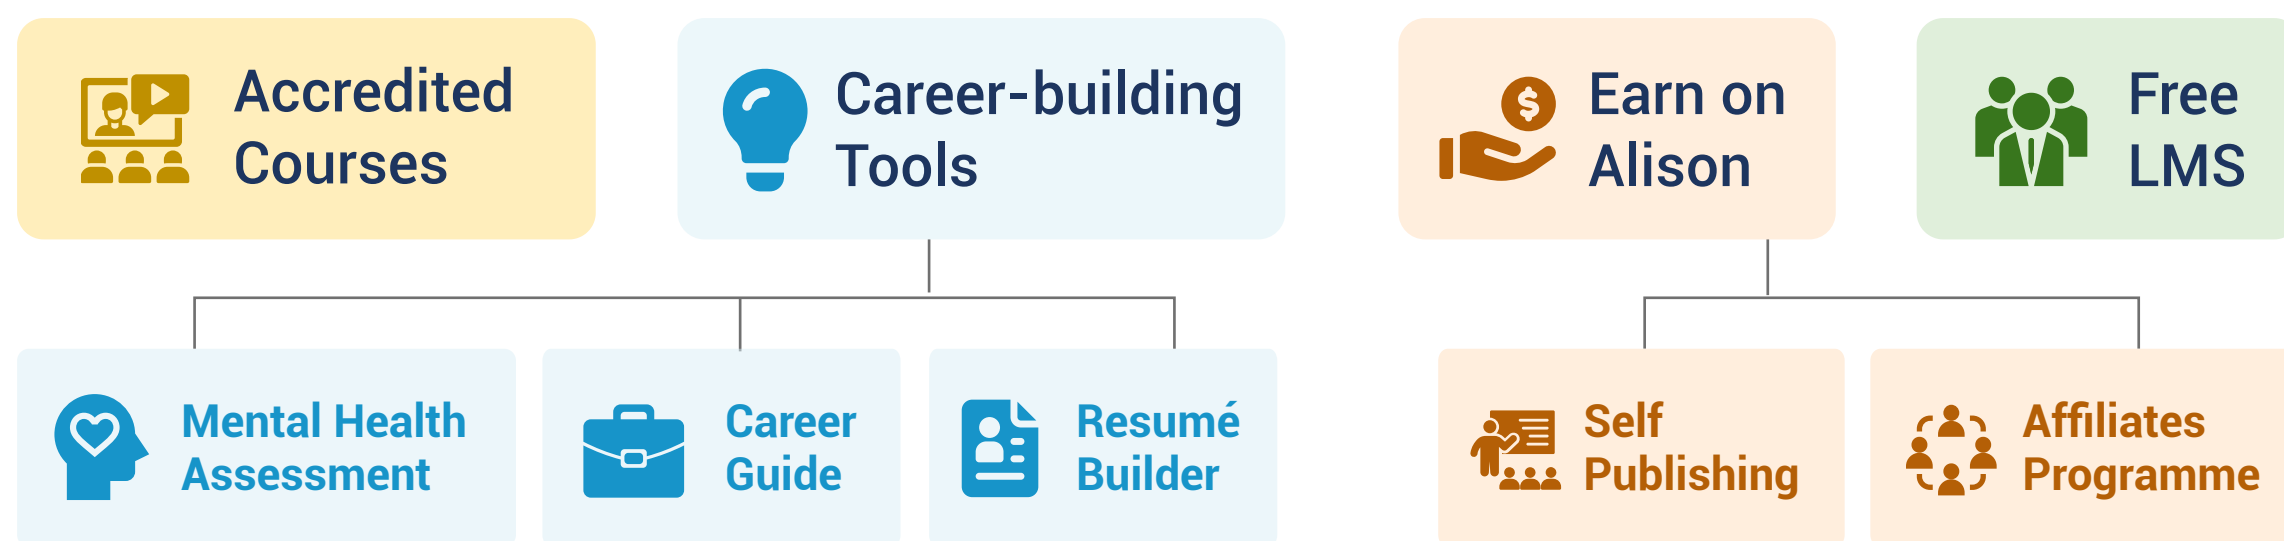 Accredited
Courses
Career-building
Tools
Earn on
Alison
Free
LMS
Mental Health
Assessment
Career
Guide
Resumé
Builder
Self
Publishing
Affiliates
Programme